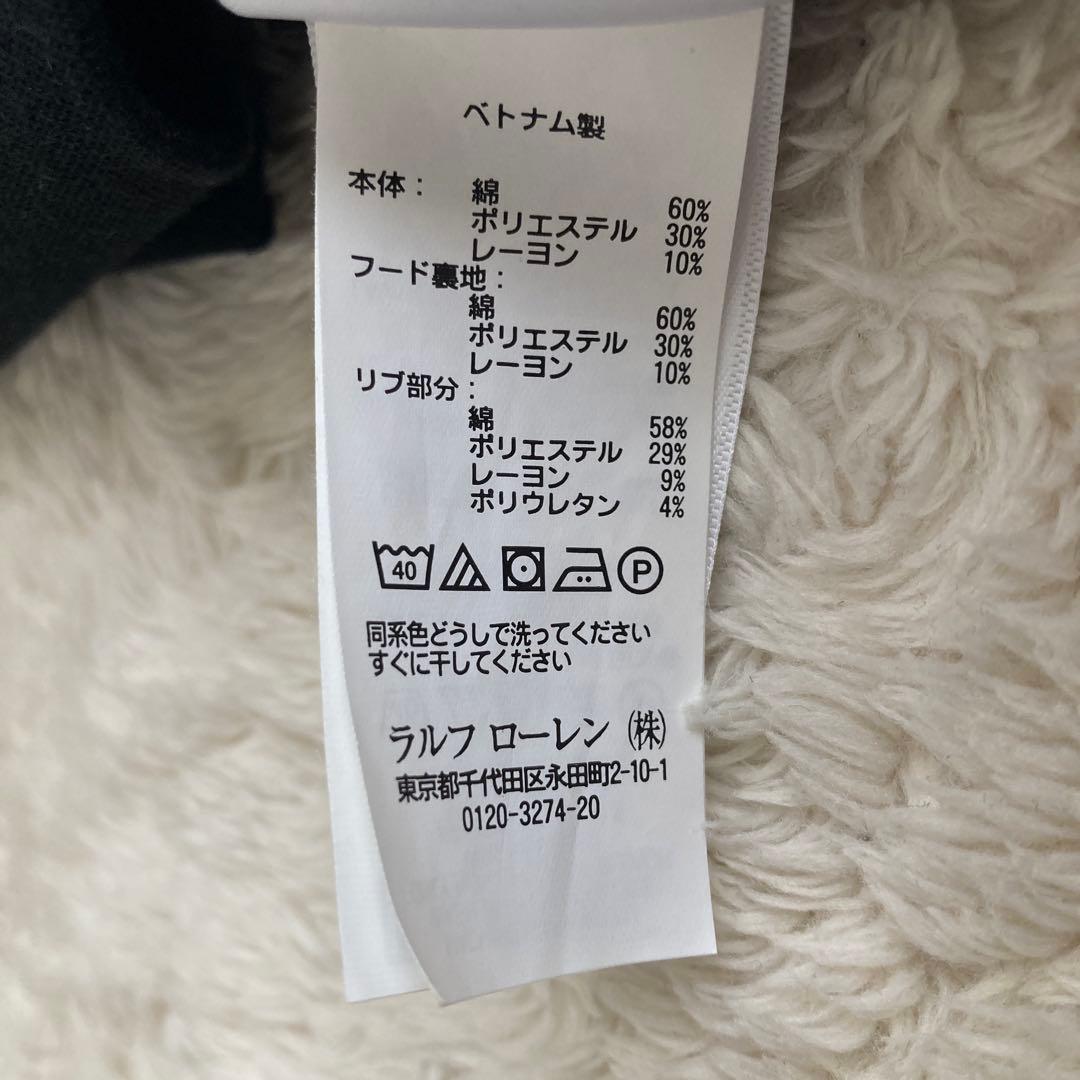 ベトナム製
本体: 綿 60%
ポリエステル 30%
レーヨン 10%
フード裏地:
綿 60%
ポリエステル 30%
レーヨン 10%
リブ部分:
綿 58%
ポリエステル 29%
レーヨン 9%
ポリウレタン 4%
40 P
同系色どうしで洗ってください
すぐに干してください
ラルフ ローレン (株)
東京都千代田区永田町2-10-1
0120-3274-20